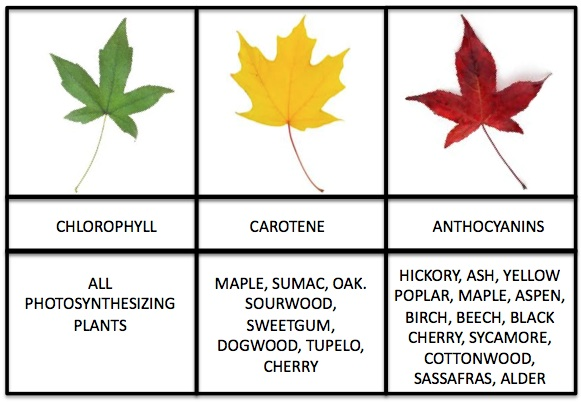 CHLOROPHYLL
CAROTENE
ANTHOCYANINS
ALL
PHOTOSYNTHESIZING
PLANTS
MAPLE, SUMAC, OAK.
SOURWOOD,
SWEETGUM,
DOGWOOD, TUPELO,
CHERRY
HICKORY, ASH, YELLOW
POPLAR, MAPLE, ASPEN,
BIRCH, BEECH, BLACK
CHERRY, SYCAMORE,
COTTONWOOD,
SASSAFRAS, ALDER